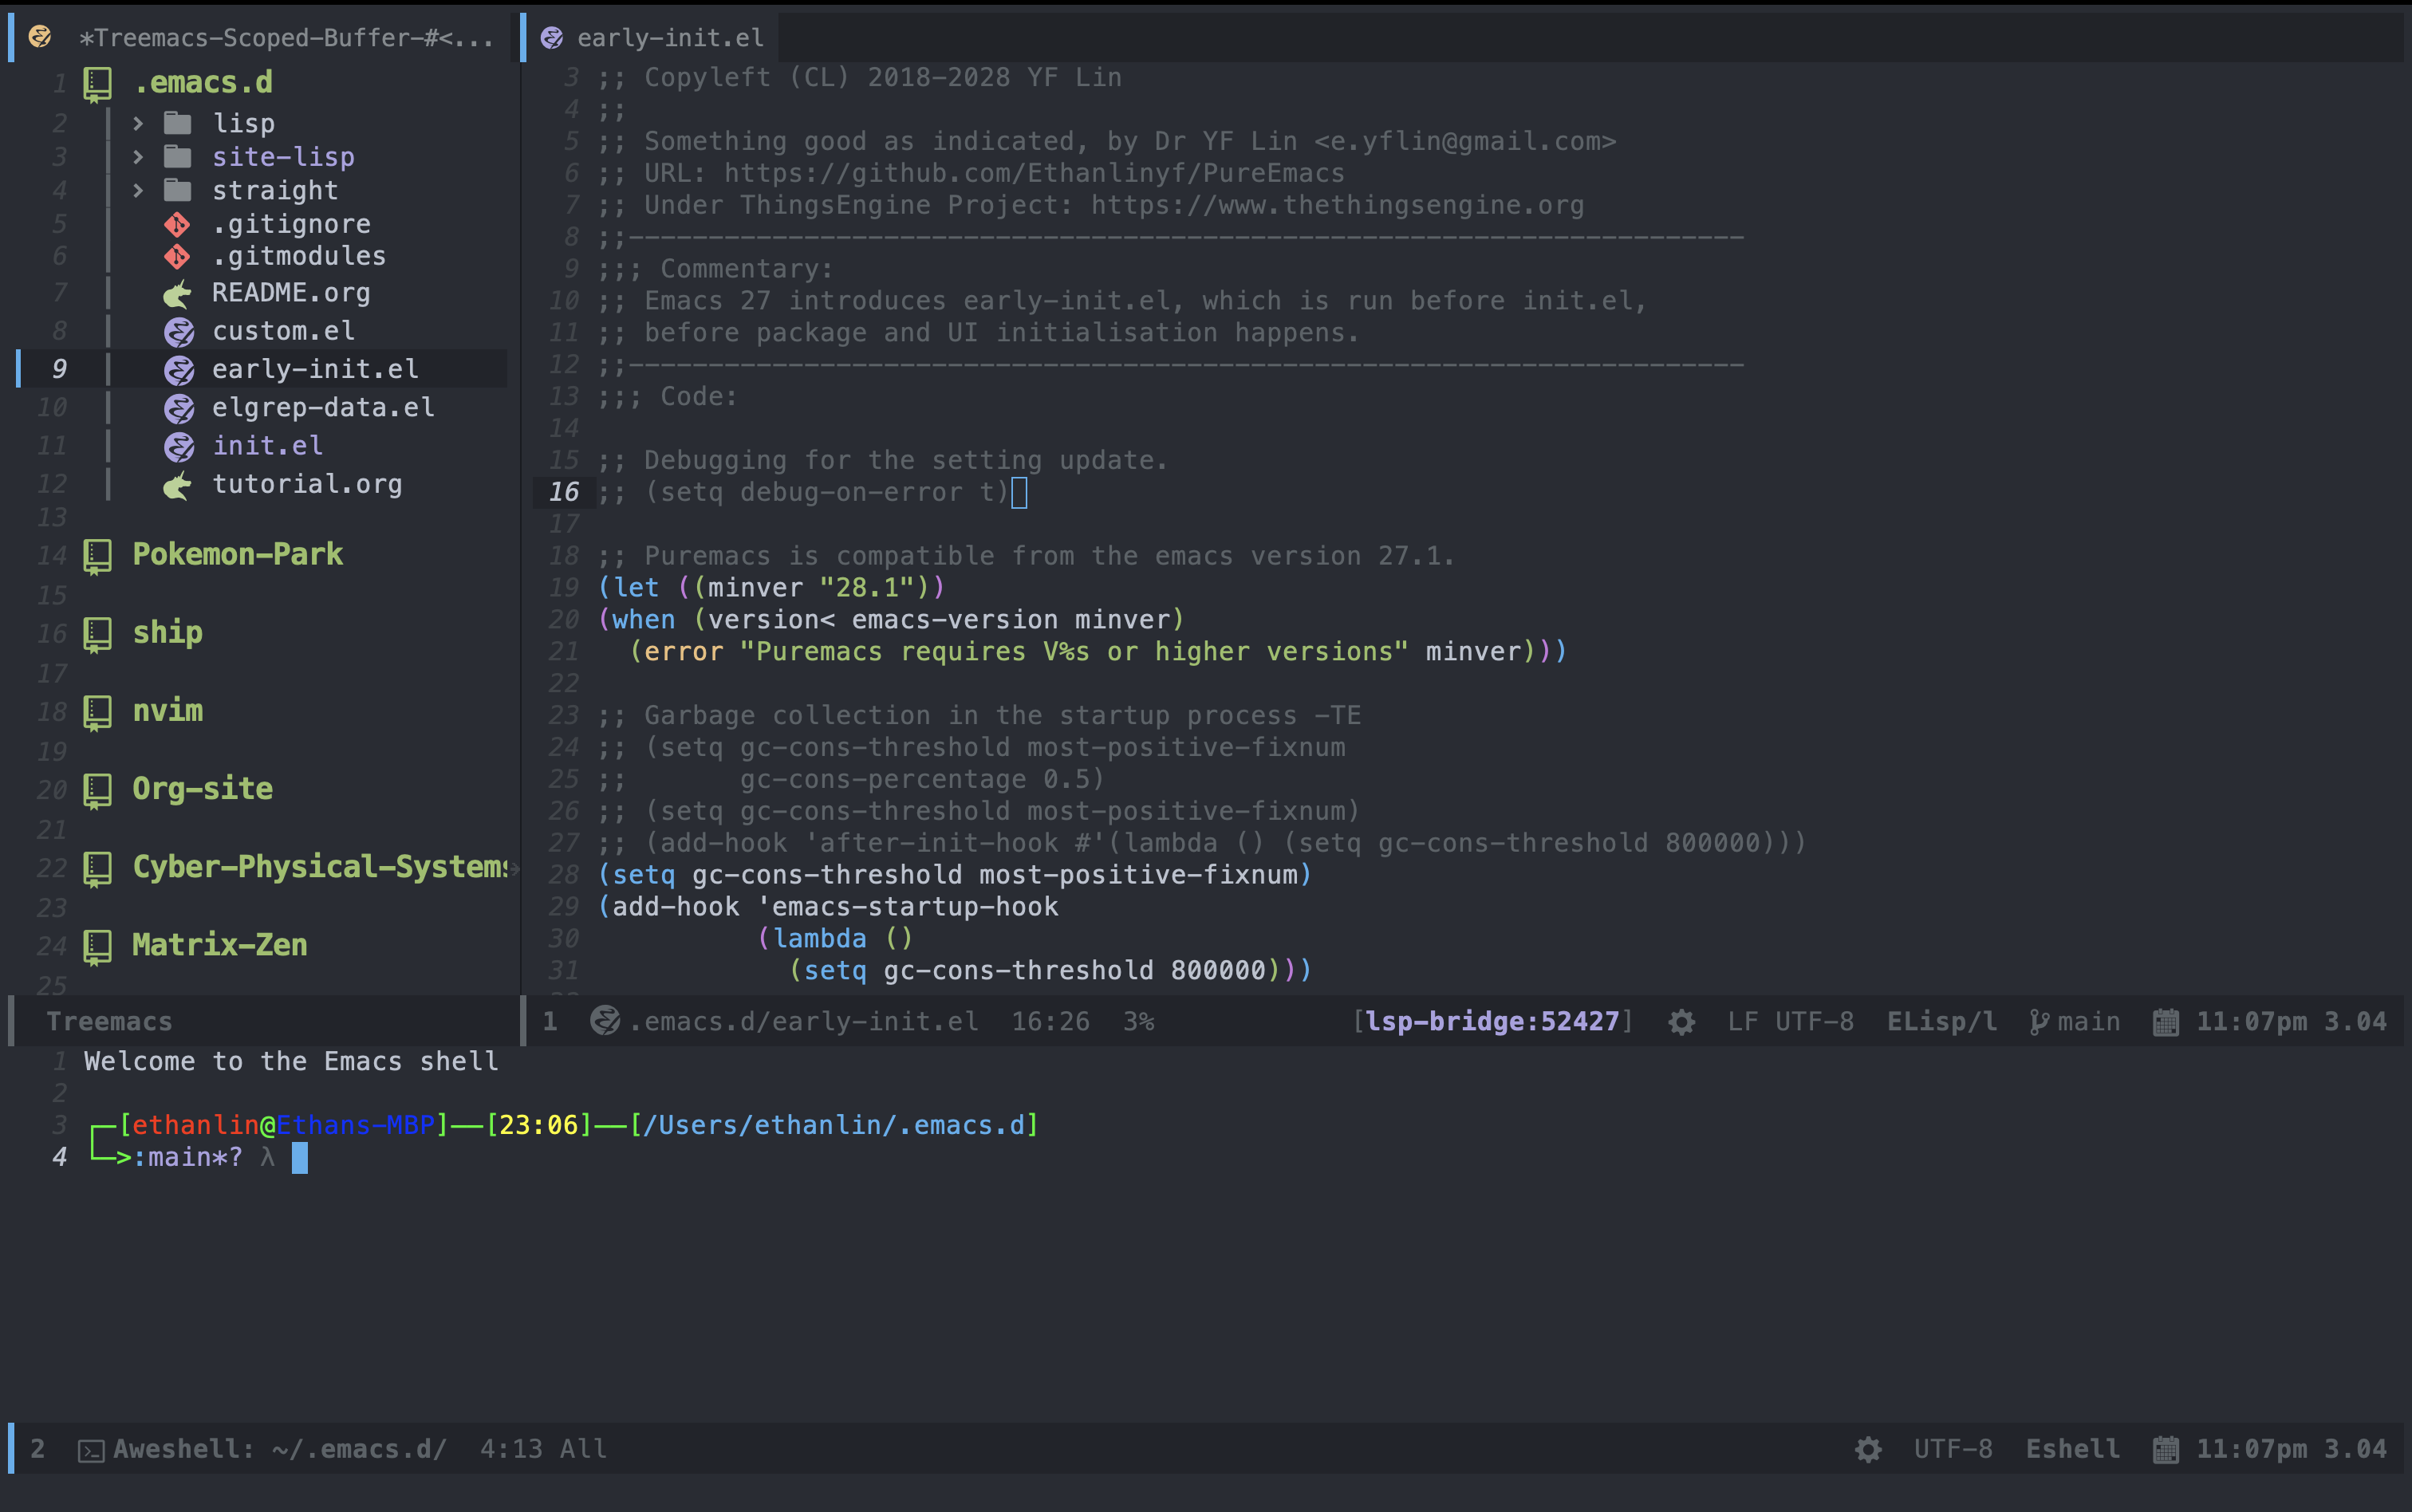 *Treemacs-Scoped-Buffer-#<...
1 .emacs.d
2 > lisp
3 > site-lisp
4 > straight
5 .gitignore
6 .gitmodules
7 README.org
8 custom.el
9 early-init.el
10 elgrep-data.el
11 init.el
12 tutorial.org
13
14 Pokemon-Park
15
16 ship
17
18 nvim
19
20 Org-site
21
22 Cyber-Physical-Systems
23
24 Matrix-Zen
25
Treemacs
early-init.el
3 ;; Copyleft (CL) 2018-2028 YF Lin
4 ;;
5 ;; Something good as indicated, by Dr YF Lin <e.yflin@gmail.com>
6 ;; URL: https://github.com/Ethanlinyf/PureEmacs
7 ;; Under ThingsEngine Project: https://www.thethingsengine.org
8 ;;----------------------------------------------------------------------
9 ;;; Commentary:
10 ;; Emacs 27 introduces early-init.el, which is run before init.el,
11 ;; before package and UI initialisation happens.
12 ;;----------------------------------------------------------------------
13 ;;; Code:
14
15 ;; Debugging for the setting update.
16 ;; (setq debug-on-error t)
17
18 ;; Puremacs is compatible from the emacs version 27.1.
19 (let ((minver "28.1"))
20 (when (version< emacs-version minver)
21   (error "Puremacs requires V%s or higher versions" minver)))
22
23 ;; Garbage collection in the startup process -TE
24 ;; (setq gc-cons-threshold most-positive-fixnum
25 ;;       gc-cons-percentage 0.5)
26 ;; (setq gc-cons-threshold most-positive-fixnum)
27 ;; (add-hook 'after-init-hook #'(lambda () (setq gc-cons-threshold 800000)))
28 (setq gc-cons-threshold most-positive-fixnum)
29 (add-hook 'emacs-startup-hook
30           (lambda ()
31             (setq gc-cons-threshold 800000)))
1 .emacs.d/early-init.el 16:26 3% [lsp-bridge:52427] LF UTF-8 ELisp/l main 11:07pm 3.04
1 Welcome to the Emacs shell
2
3 ┌─[ethanlin@Ethans-MBP]──[23:06]──[/Users/ethanlin/.emacs.d]
4 └─>:main*? λ
2 Aweshell: ~/.emacs.d/ 4:13 All UTF-8 Eshell 11:07pm 3.04